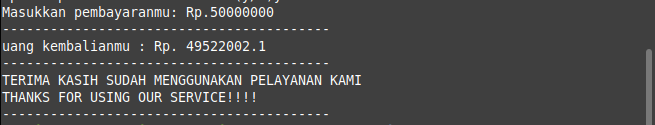 Masukkan pembayaranmu: Rp.50000000
----------------------------------------
uang kembalianmu : Rp. 49522002.1
----------------------------------------
TERIMA KASIH SUDAH MENGGUNAKAN PELAYANAN KAMI
THANKS FOR USING OUR SERVICE!!!!
----------------------------------------